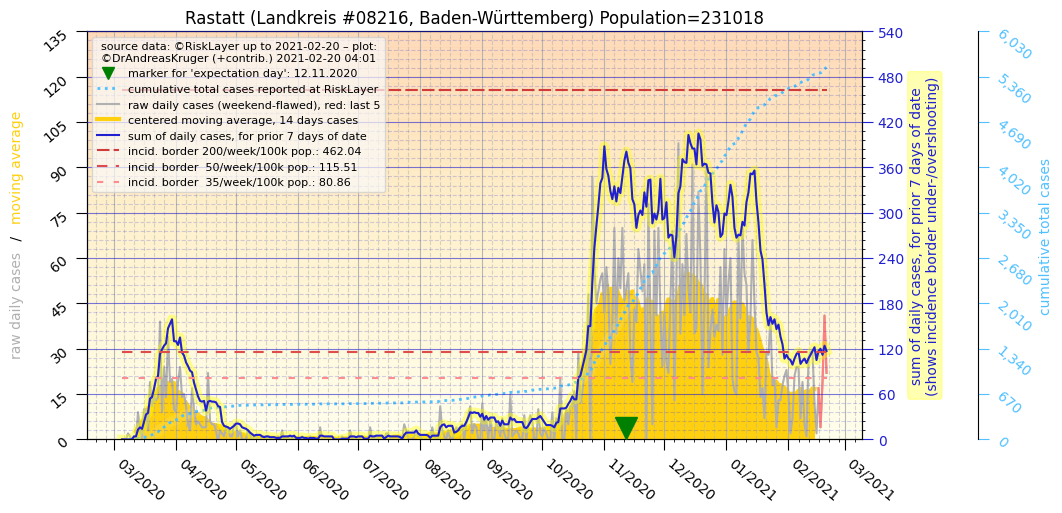 Rastatt (Landkreis #08216, Baden-Württemberg) Population=231018
source data: ©RiskLayer up to 2021-02-20 – plot:
©DrAndreasKruger (+contrib.) 2021-02-20 04:01
marker for 'expectation day': 12.11.2020
cumulative total cases reported at RiskLayer
raw daily cases (weekend-flawed), red: last 5
centered moving average, 14 days cases
sum of daily cases, for prior 7 days of date
incid. border 200/week/100k pop.: 462.04
incid. border  50/week/100k pop.: 115.51
incid. border  35/week/100k pop.: 80.86
raw daily cases / moving average
135
120
105
90
75
60
45
30
15
0
03/2020
04/2020
05/2020
06/2020
07/2020
08/2020
09/2020
10/2020
11/2020
12/2020
01/2021
02/2021
03/2021
540
480
420
360
300
240
180
120
60
0
sum of daily cases, for prior 7 days of date
(shows incidence border under-/overshooting)
6,030
5,360
4,690
4,020
3,350
2,680
2,010
1,340
670
0
cumulative total cases